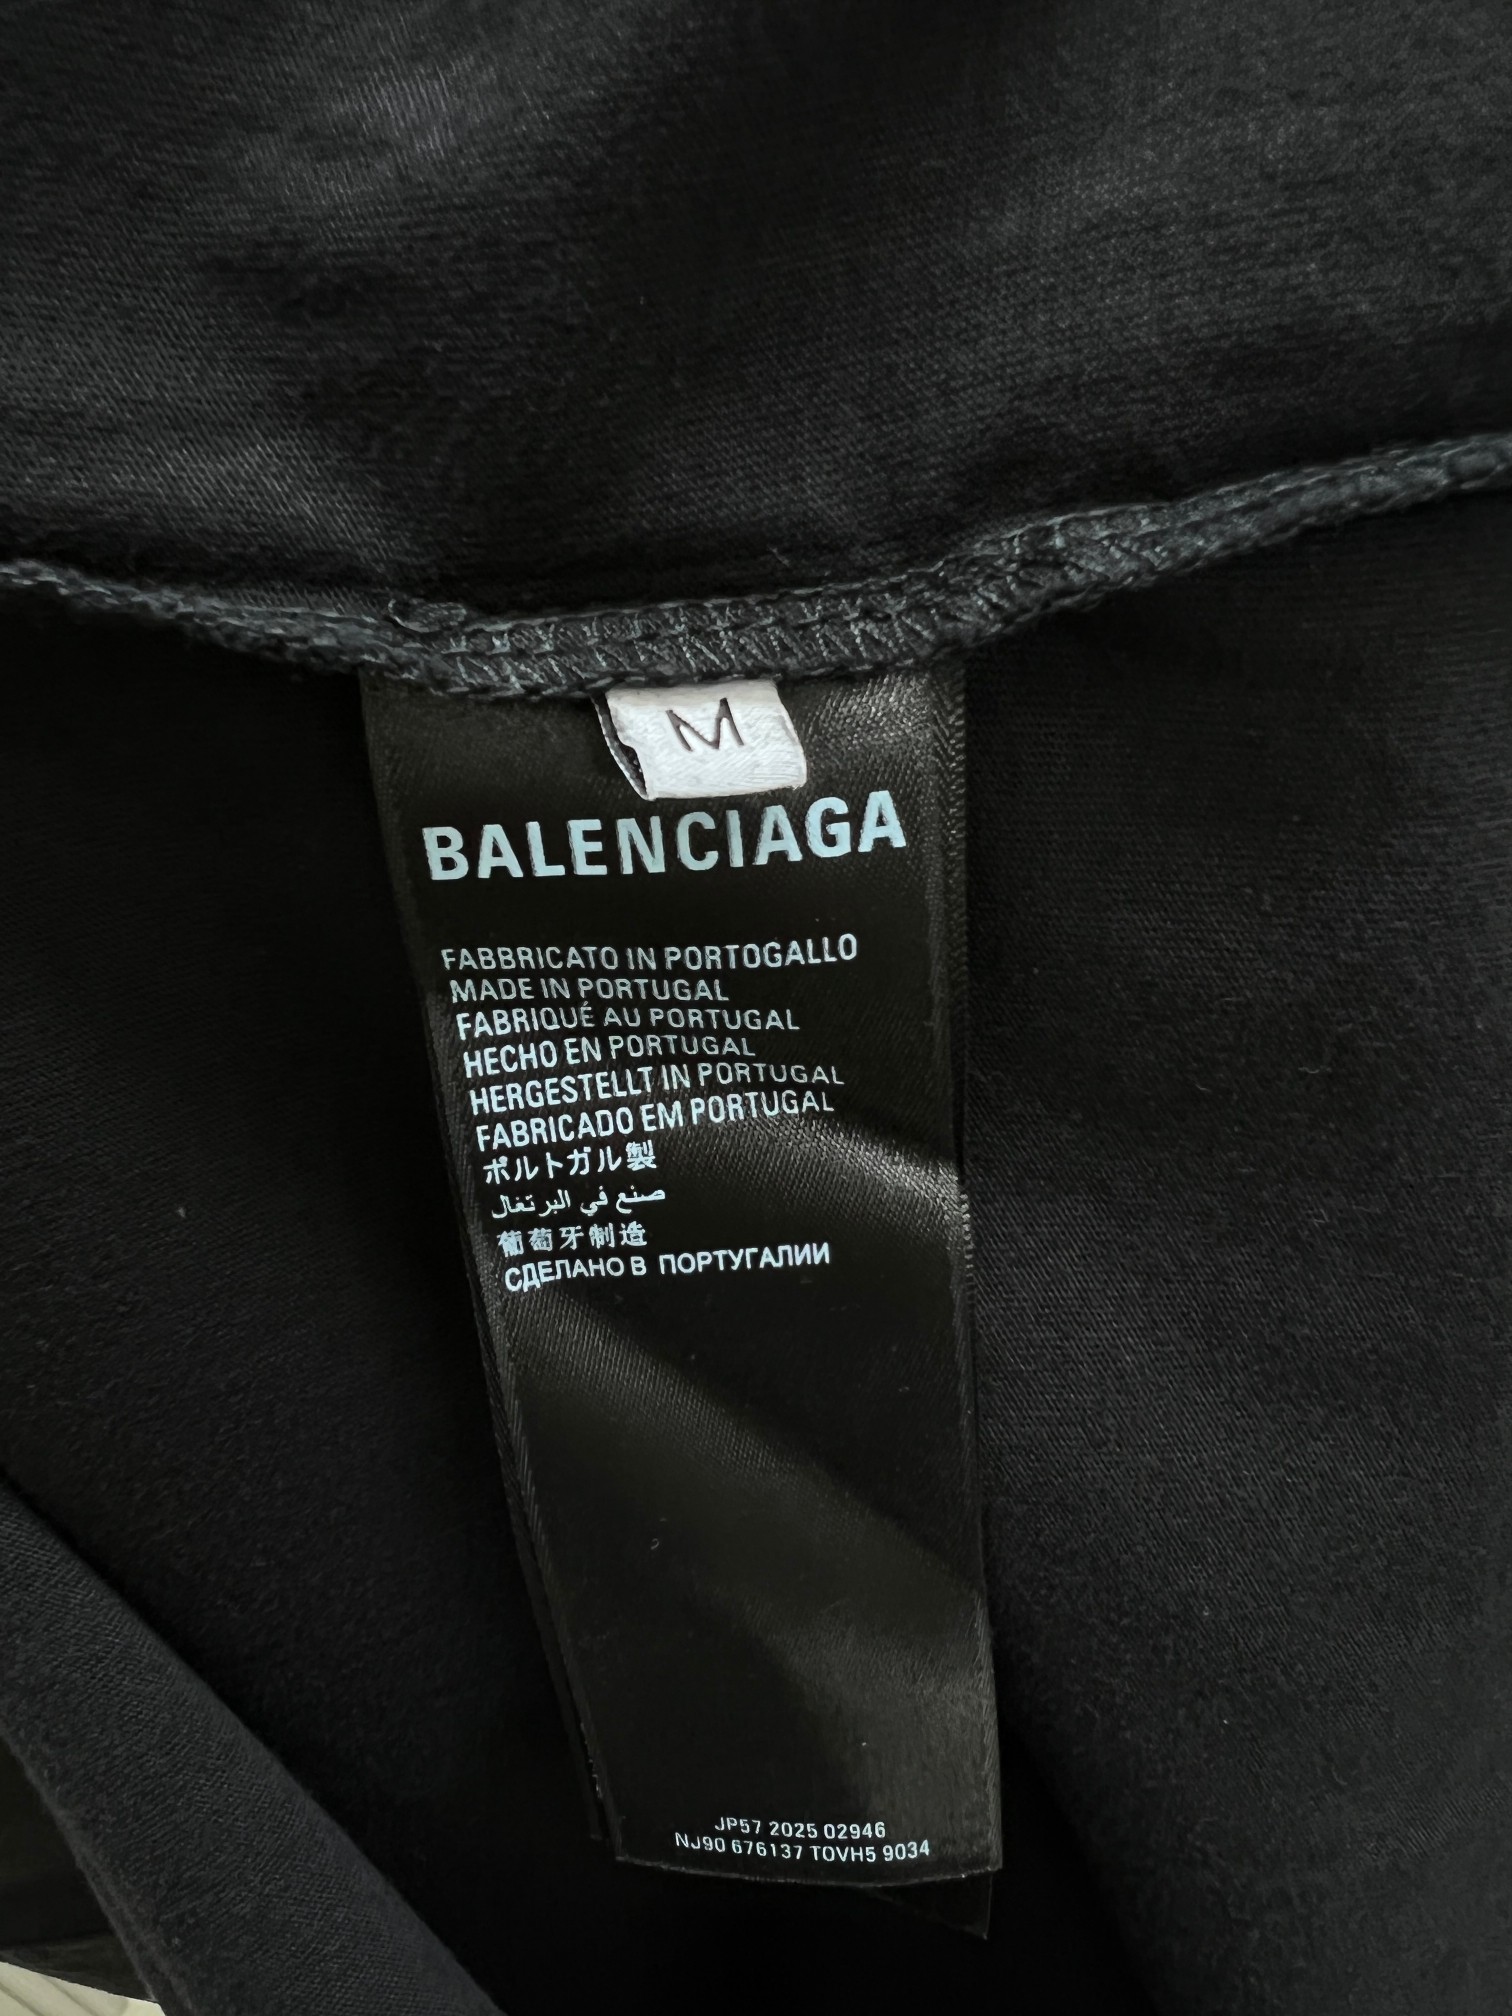 M
BALENCIAGA
FABBRICATO IN PORTOGALLO
MADE IN PORTUGAL
FABRIQUÉ AU PORTUGAL
HECHO EN PORTUGAL
HERGESTELLT IN PORTUGAL
FABRICADO EM PORTUGAL
ポルトガル製
صنع في البرتغال
葡萄牙制造
СДЕЛАНО В ПОРТУГАЛИИ
JP57 2025 02946
NJ90 676137 TOVH5 9034